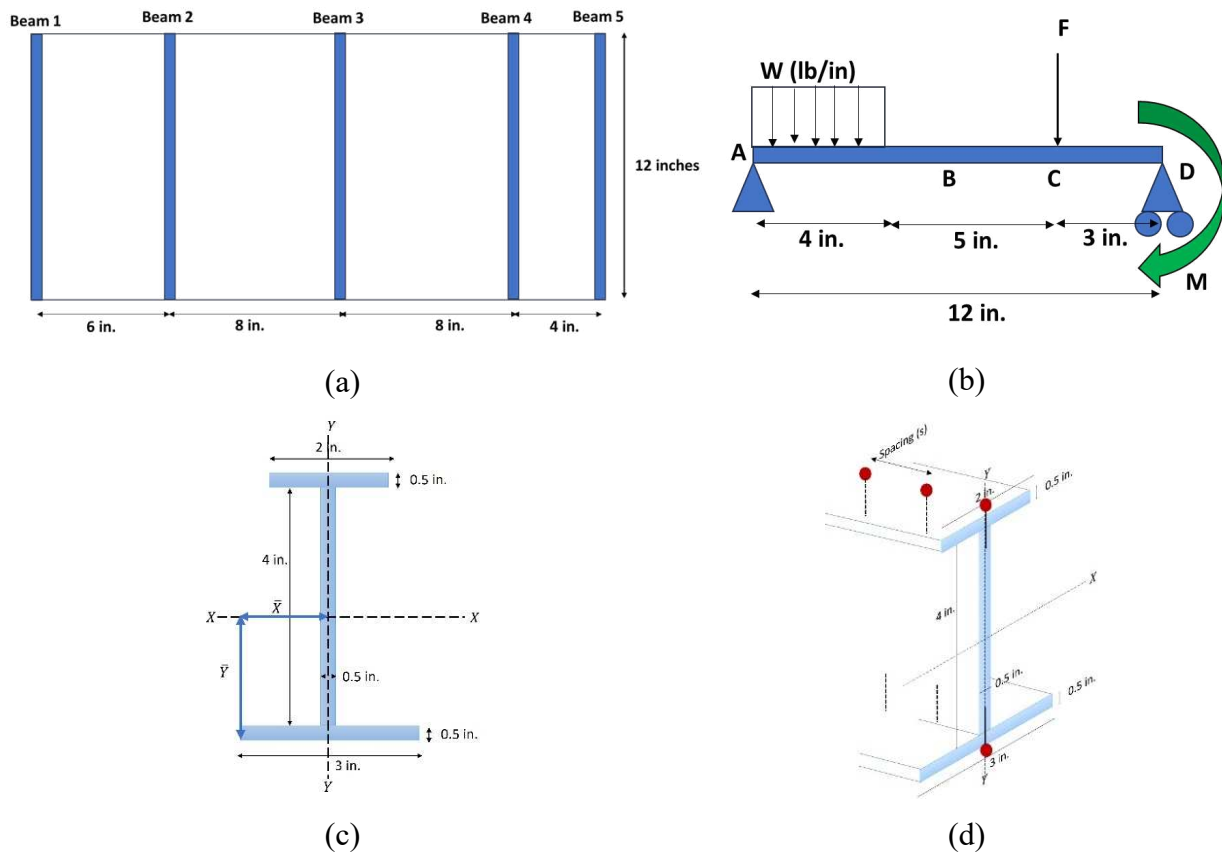 Beam 1
Beam 2
Beam 3
Beam 4
Beam 5
12 inches
6 in.
8 in.
8 in.
4 in.
(a)
F
W (lb/in)
A
B
C
D
4 in.
5 in.
3 in.
M
12 in.
(b)
Y
2 in.
0.5 in.
4 in.
X
X̄
X
Ȳ
0.5 in.
0.5 in.
3 in.
Y
(c)
Spacing (s)
Y
2 in.
0.5 in.
X
4 in.
0.5 in.
0.5 in.
3 in.
Y
(d)